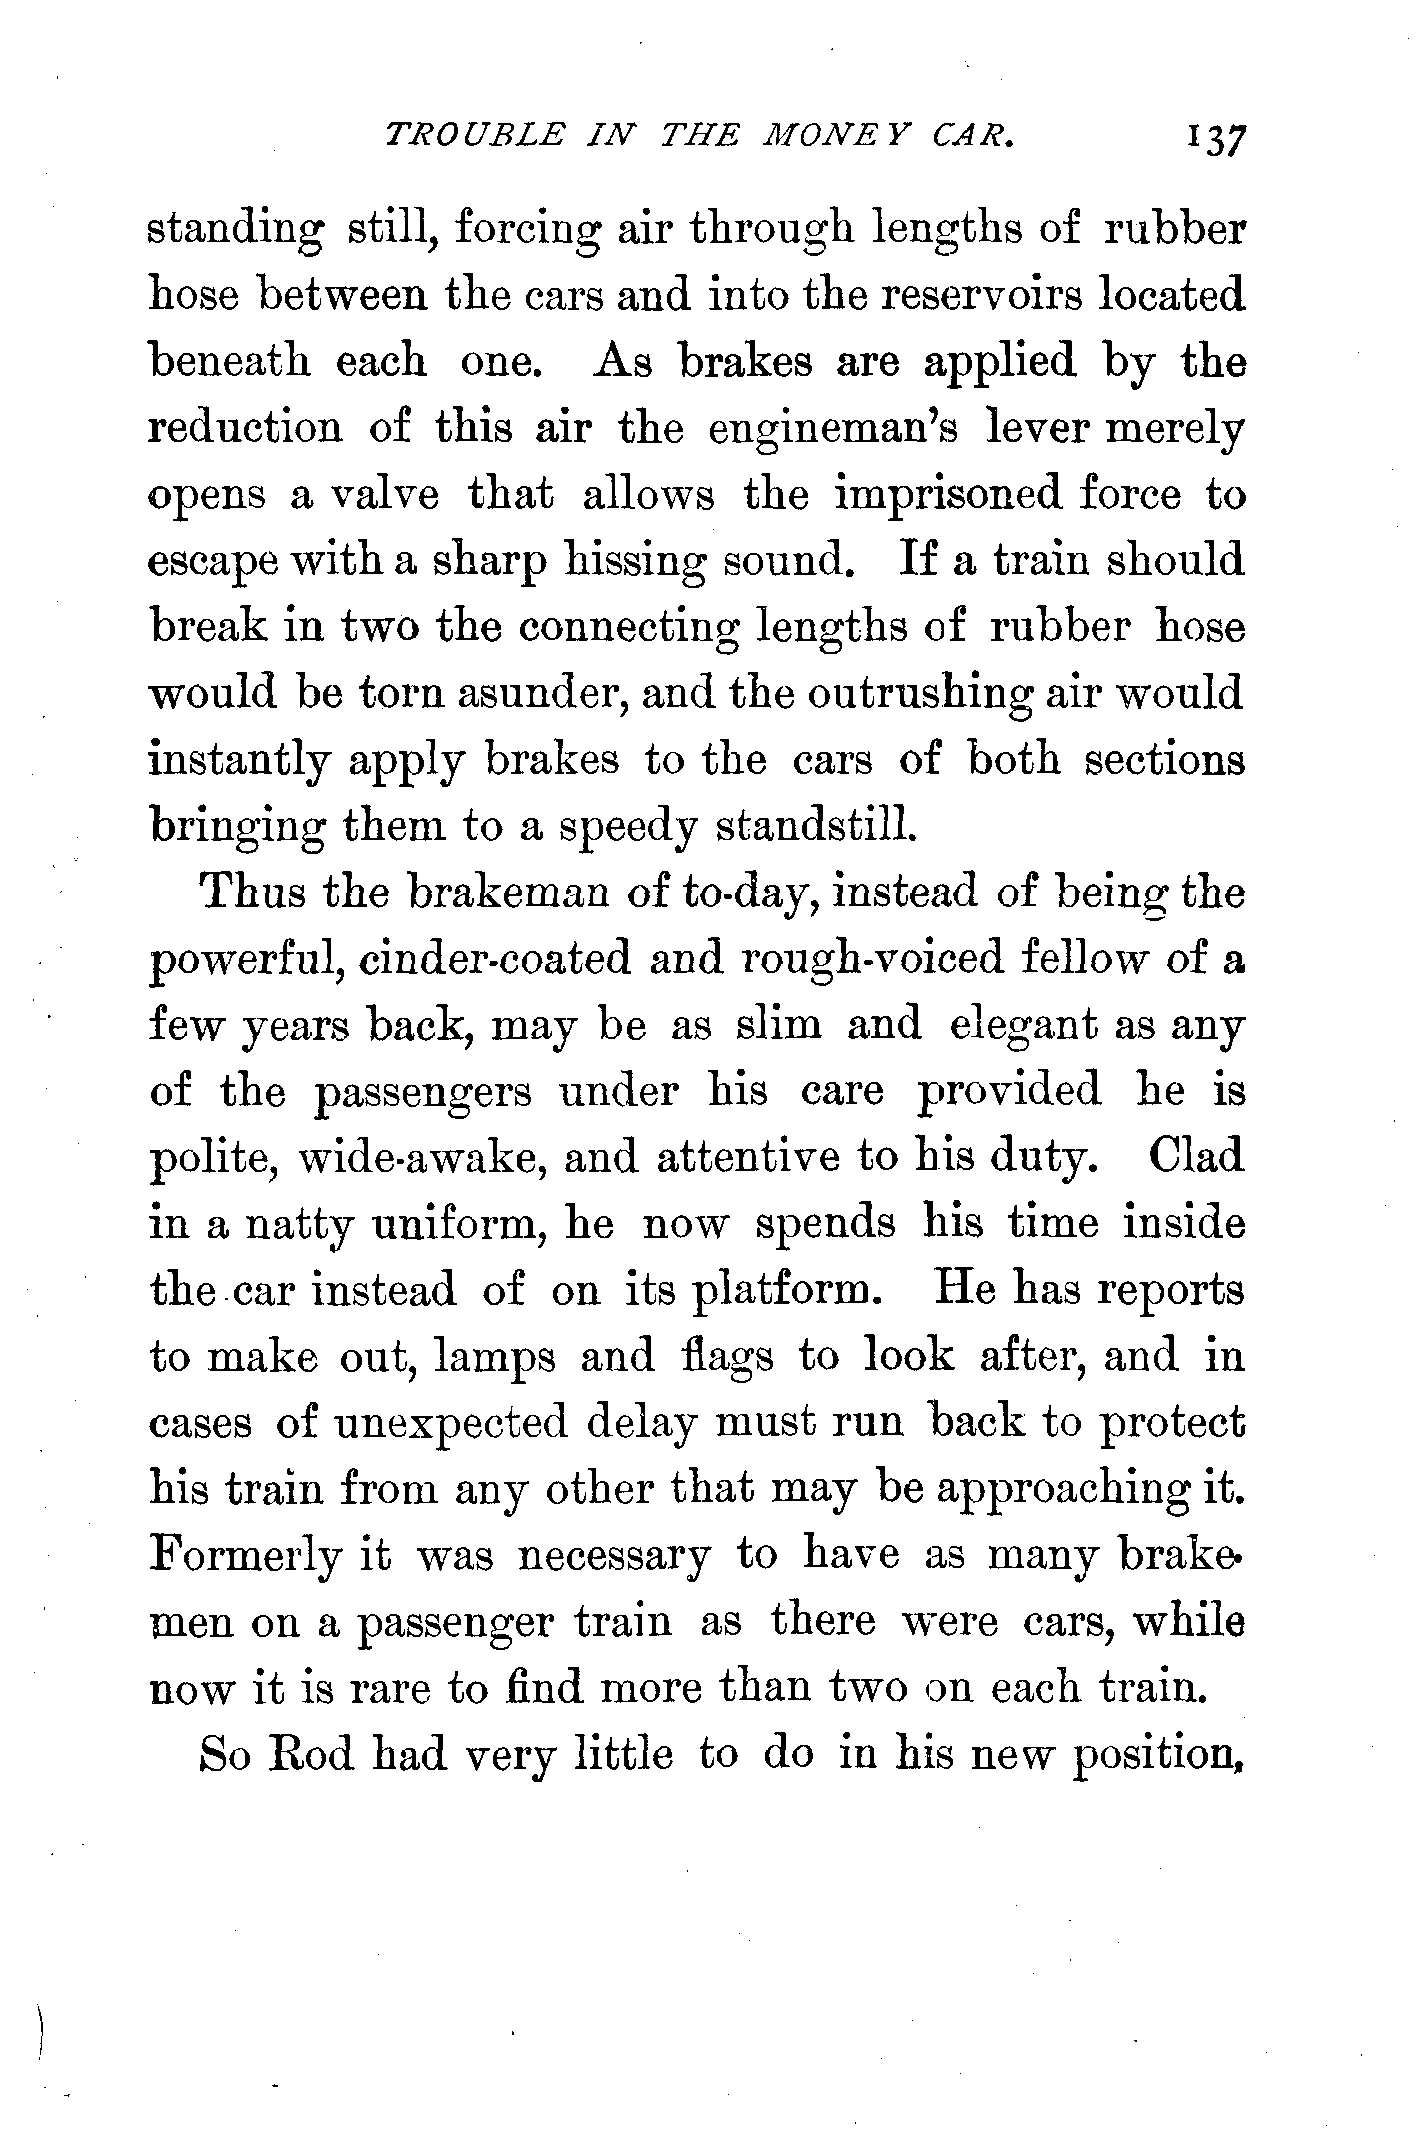 TROUBLE IN THE MONEY CAR. 137
standing still, forcing air through lengths of rubber
hose between the cars and into the reservoirs located
beneath each one. As brakes are applied by the
reduction of this air the engineman's lever merely
opens a valve that allows the imprisoned force to
escape with a sharp hissing sound. If a train should
break in two the connecting lengths of rubber hose
would be torn asunder, and the outrushing air would
instantly apply brakes to the cars of both sections
bringing them to a speedy standstill.
Thus the brakeman of to-day, instead of being the
powerful, cinder-coated and rough-voiced fellow of a
few years back, may be as slim and elegant as any
of the passengers under his care provided he is
polite, wide-awake, and attentive to his duty. Clad
in a natty uniform, he now spends his time inside
the car instead of on its platform. He has reports
to make out, lamps and flags to look after, and in
cases of unexpected delay must run back to protect
his train from any other that may be approaching it.
Formerly it was necessary to have as many brake-
men on a passenger train as there were cars, while
now it is rare to find more than two on each train.
So Rod had very little to do in his new position,